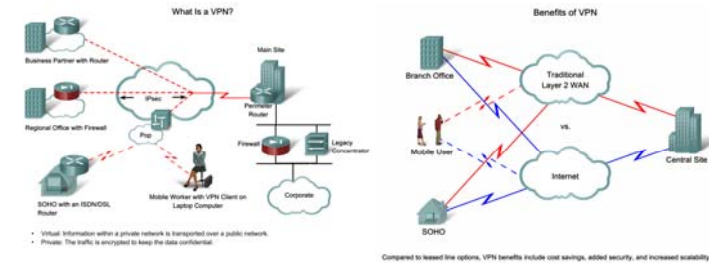 What Is a VPN?
Business Partner with Router
Main Site
IPsec
Perimeter
Router
Regional Office with Firewall
Pop
Firewall
Legacy
Concentrator
SOHO with an ISDN/DSL
Router
Mobile Worker with VPN Client on
Laptop Computer
Corporate
• Virtual: Information within a private network is transported over a public network.
• Private: The traffic is encrypted to keep the data confidential.
Benefits of VPN
Branch Office
Traditional
Layer 2 WAN
vs.
Mobile User
Central Site
Internet
SOHO
Compared to leased line options, VPN benefits include cost savings, added security, and increased scalability